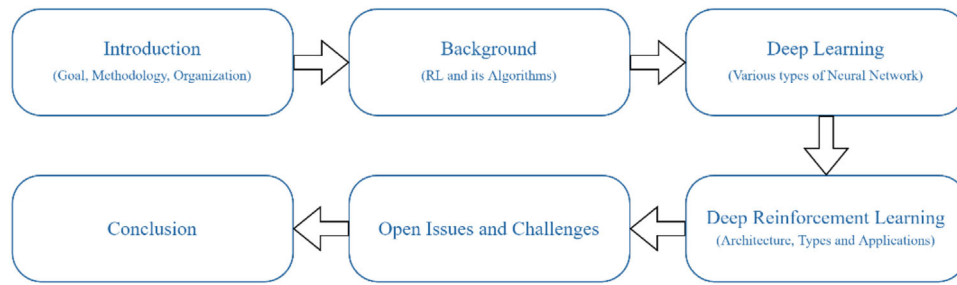 Introduction
(Goal, Methodology, Organization)
Background
(RL and its Algorithms)
Deep Learning
(Various types of Neural Network)
Deep Reinforcement Learning
(Architecture, Types and Applications)
Open Issues and Challenges
Conclusion